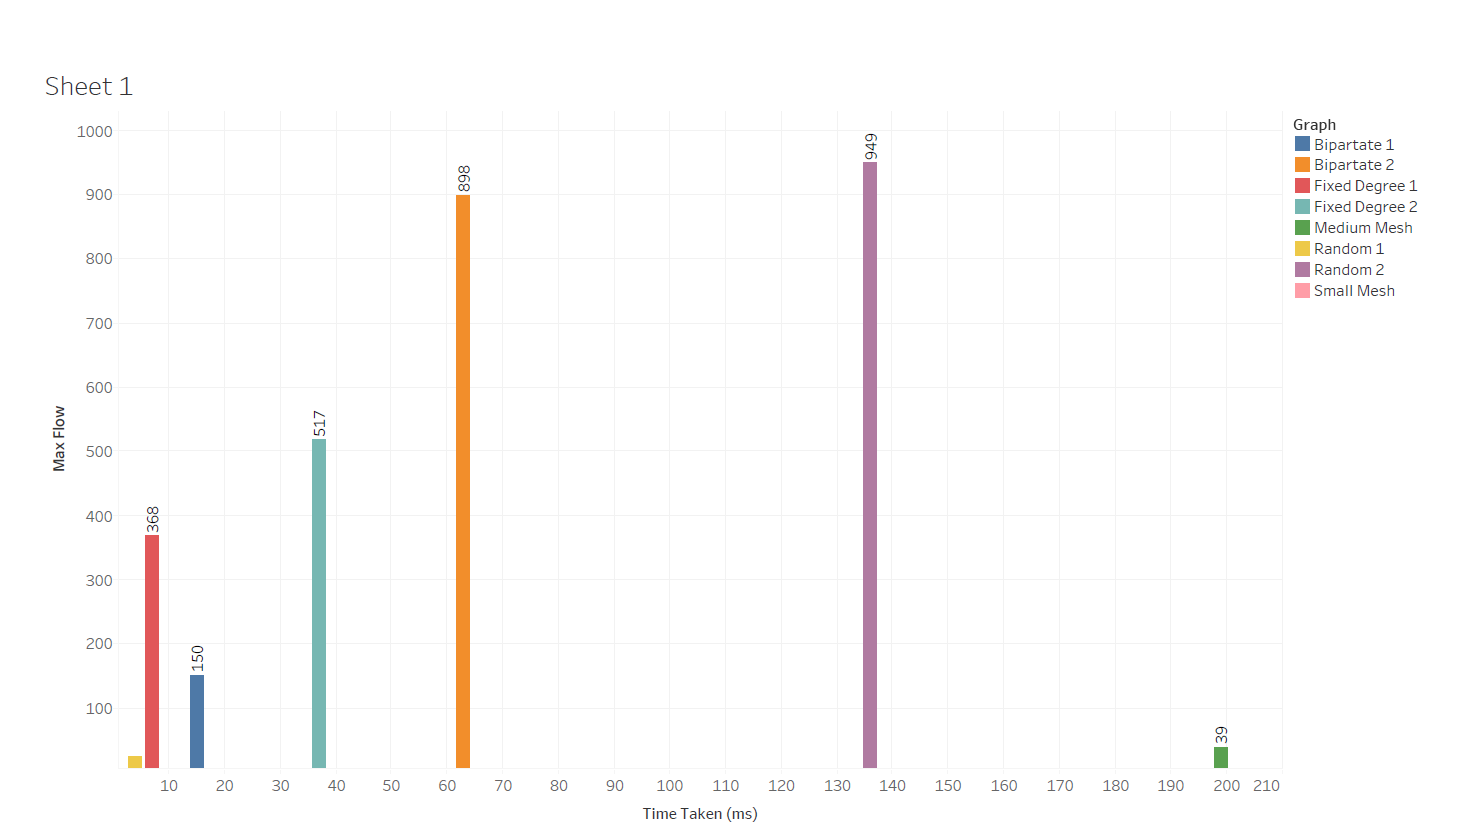 Sheet 1
Graph
Bipartate 1
Bipartate 2
Fixed Degree 1
Fixed Degree 2
Medium Mesh
Random 1
Random 2
Small Mesh
Max Flow
1000
900
800
700
600
500
400
300
200
100
368
150
517
898
949
39
10 20 30 40 50 60 70 80 90 100 110 120 130 140 150 160 170 180 190 200 210
Time Taken (ms)